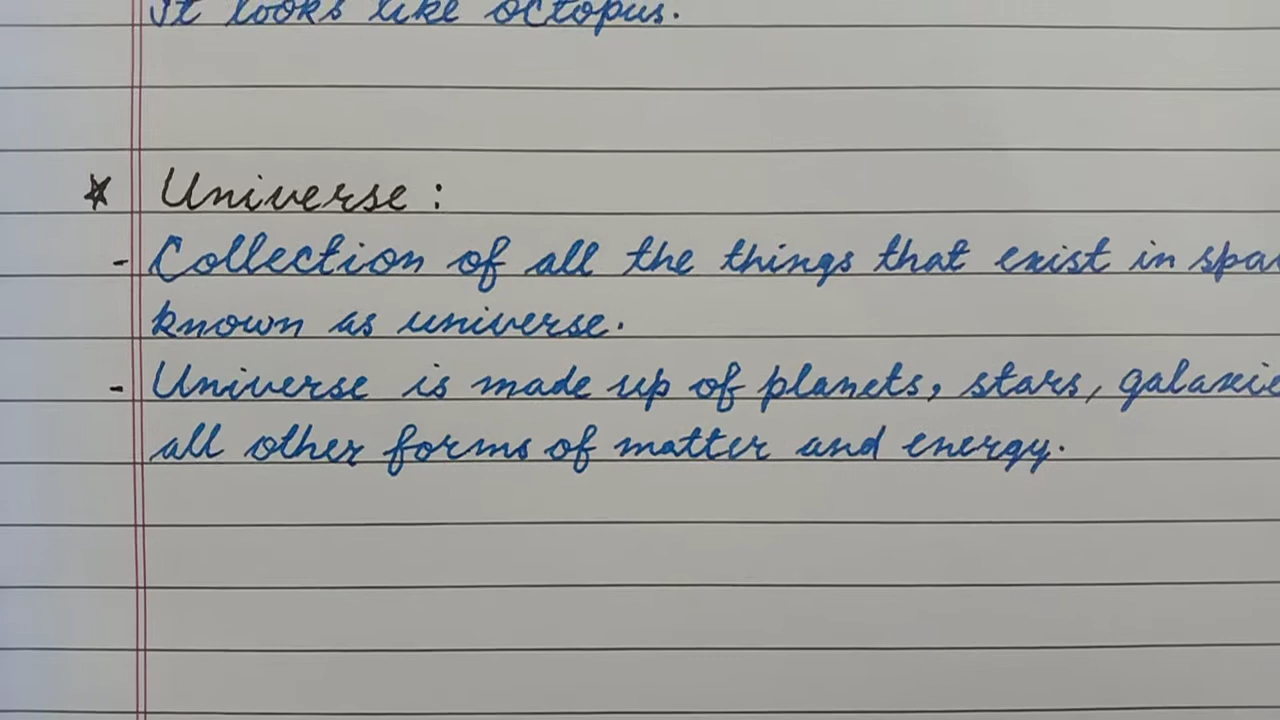 It looks like octopus.
* Universe :
- Collection of all the things that exist in spa
known as universe.
- Universe is made up of planets, stars, galaxie
all other forms of matter and energy.